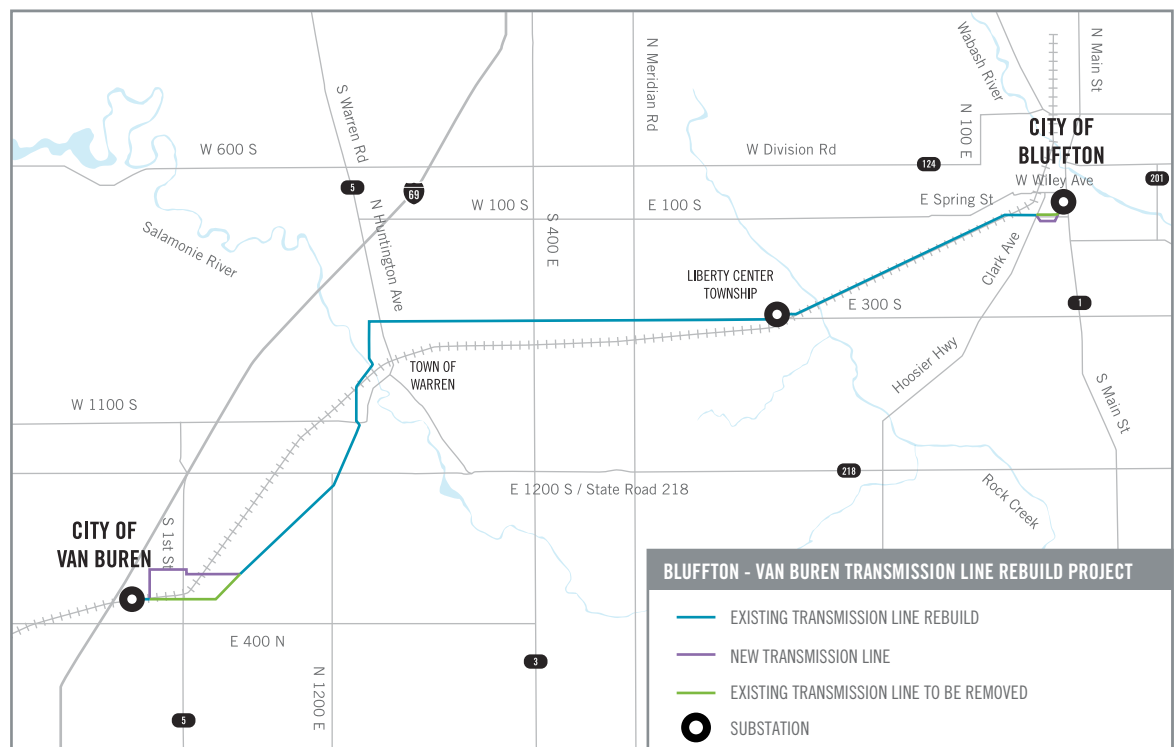 S Warren Rd
N Meridian Rd
Wabash River
N Main St
N 100 E
CITY OF
BLUFFTON
W 600 S
W Division Rd
124
W Wiley Ave
201
5
69
E Spring St
N Huntington Ave
W 100 S
E 100 S
S 400 E
Salamonie River
Clark Ave
LIBERTY CENTER
TOWNSHIP
E 300 S
1
TOWN OF
WARREN
Hoosier Hwy
W 1100 S
S Main St
218
E 1200 S / State Road 218
Rock Creek
CITY OF
VAN BUREN
S 1st St
E 400 N
N 1200 E
3
5
BLUFFTON - VAN BUREN TRANSMISSION LINE REBUILD PROJECT
EXISTING TRANSMISSION LINE REBUILD
NEW TRANSMISSION LINE
EXISTING TRANSMISSION LINE TO BE REMOVED
SUBSTATION